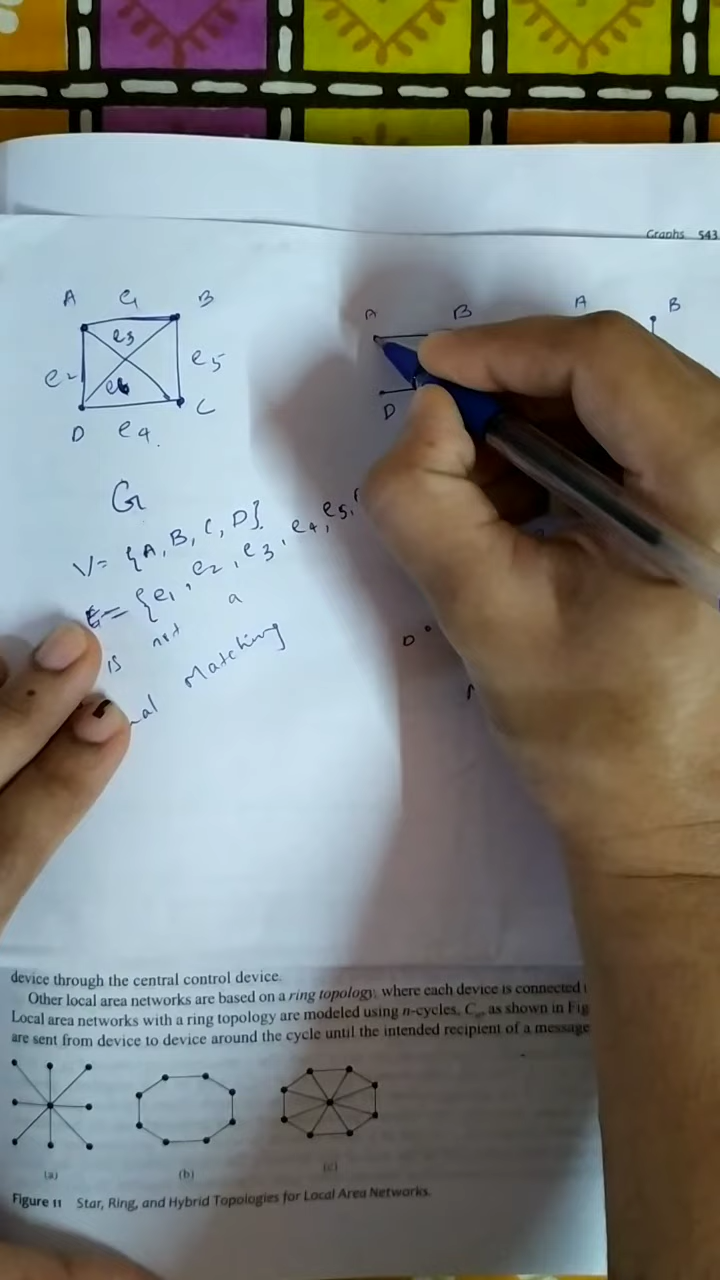 Graphs 543
A e1 B
e3
e2 e5
e6
D e4 C
A B A B
D
G
V = {A, B, C, D}.
E = {e1, e2, e3, e4, e5,
is not a
Matching
D
device through the central control device.
Other local area networks are based on a ring topology, where each device is connected
Local area networks with a ring topology are modeled using n-cycles, Cn, as shown in Fig
are sent from device to device around the cycle until the intended recipient of a message
(a) (b) (c)
Figure 11 Star, Ring, and Hybrid Topologies for Local Area Networks.